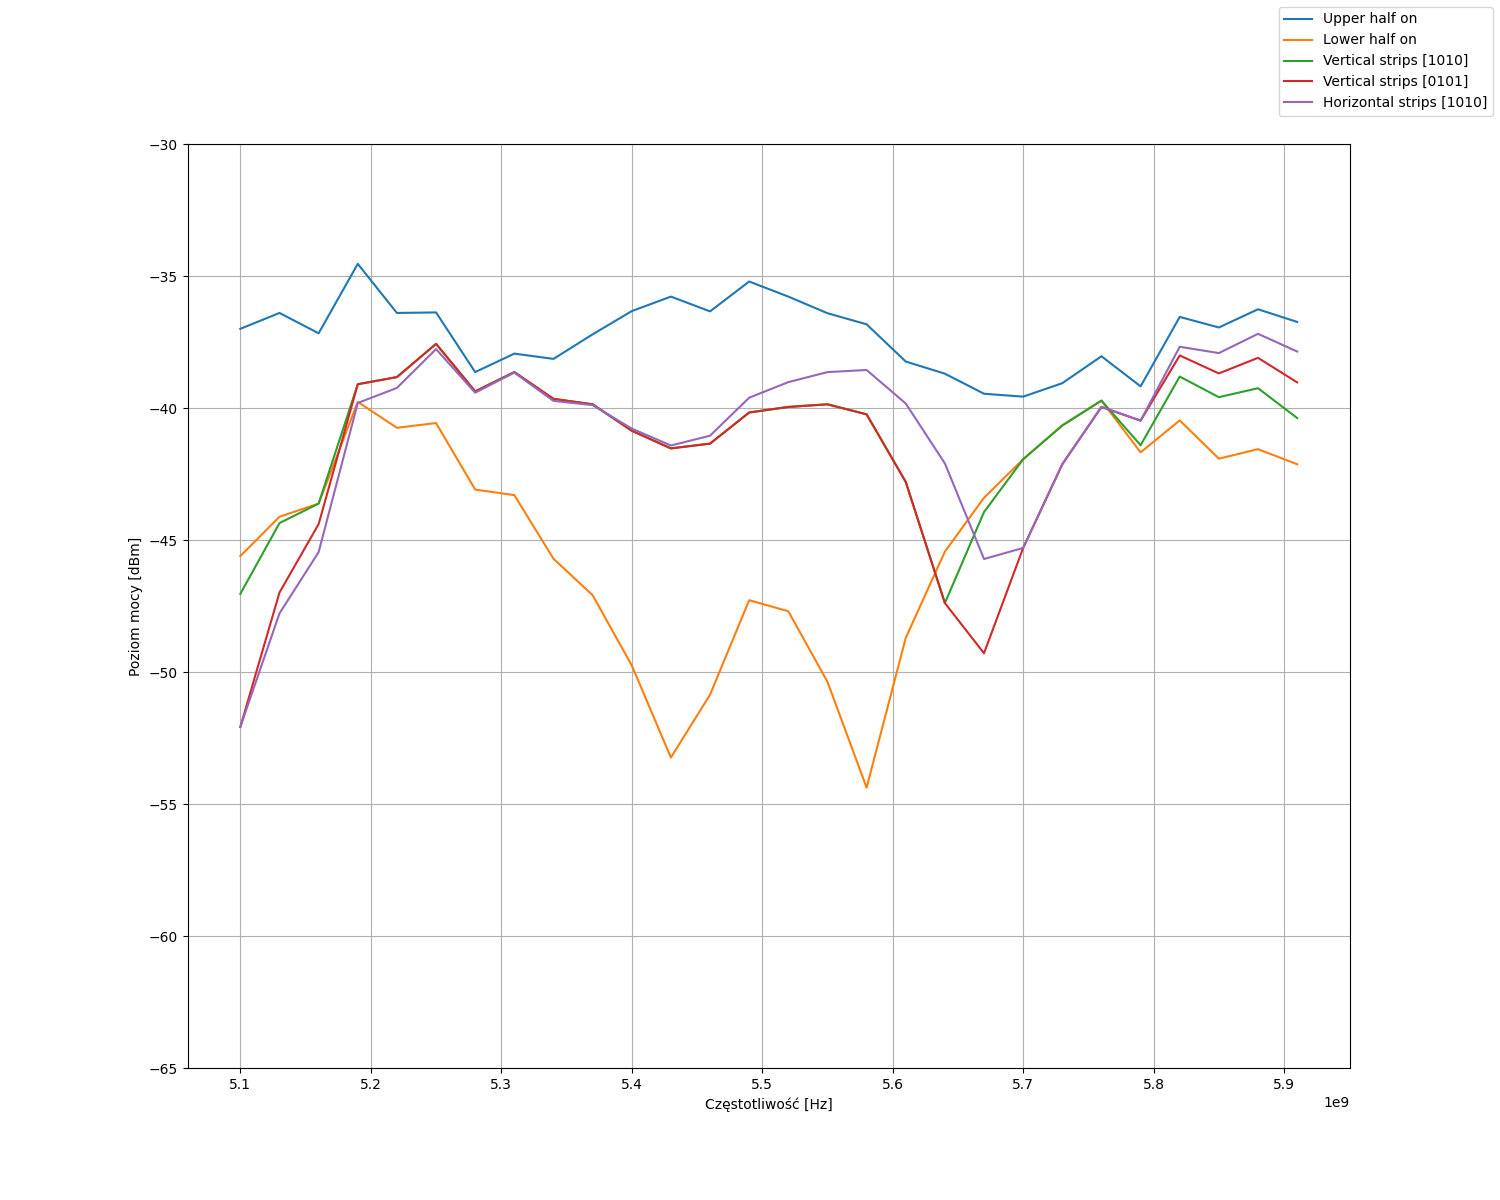 Upper half on
Lower half on
Vertical strips [1010]
Vertical strips [0101]
Horizontal strips [1010]
−30
−35
−40
−45
−50
−55
−60
−65
Poziom mocy [dBm]
5.1 5.2 5.3 5.4 5.5 5.6 5.7 5.8 5.9
Częstotliwość [Hz]
1e9